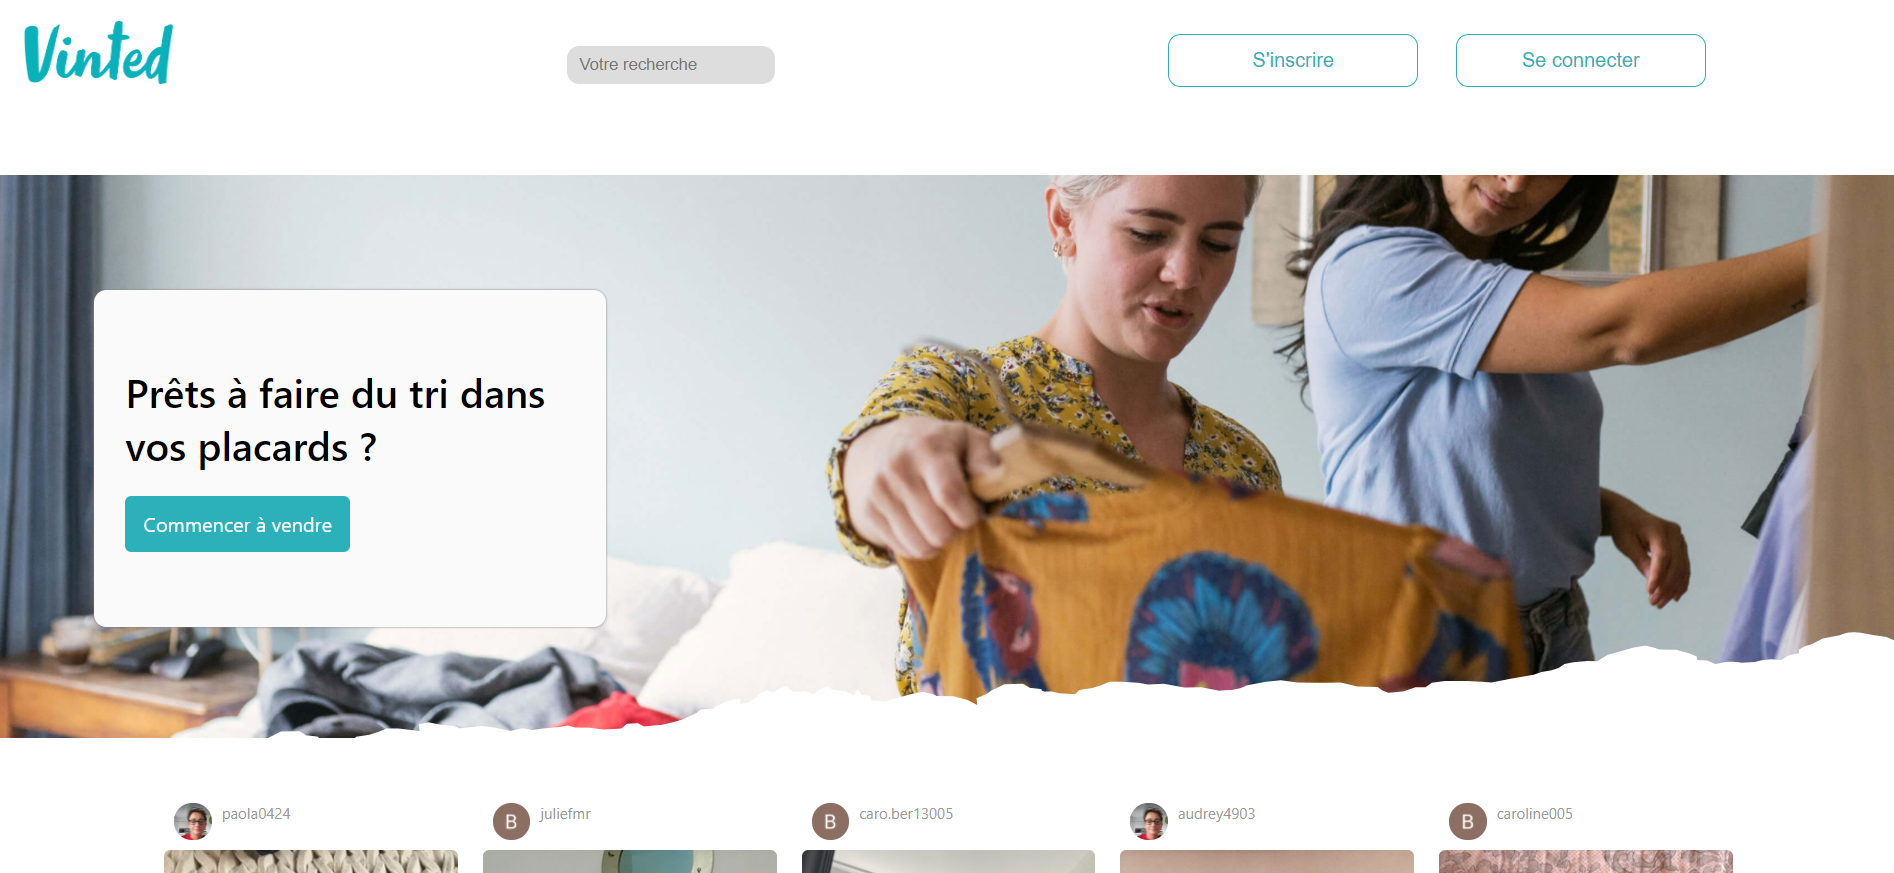 Vinted
Votre recherche
S'inscrire
Se connecter
Prêts à faire du tri dans
vos placards ?
Commencer à vendre
paola0424
B
juliefmr
B
caro.ber13005
audrey4903
B
caroline005